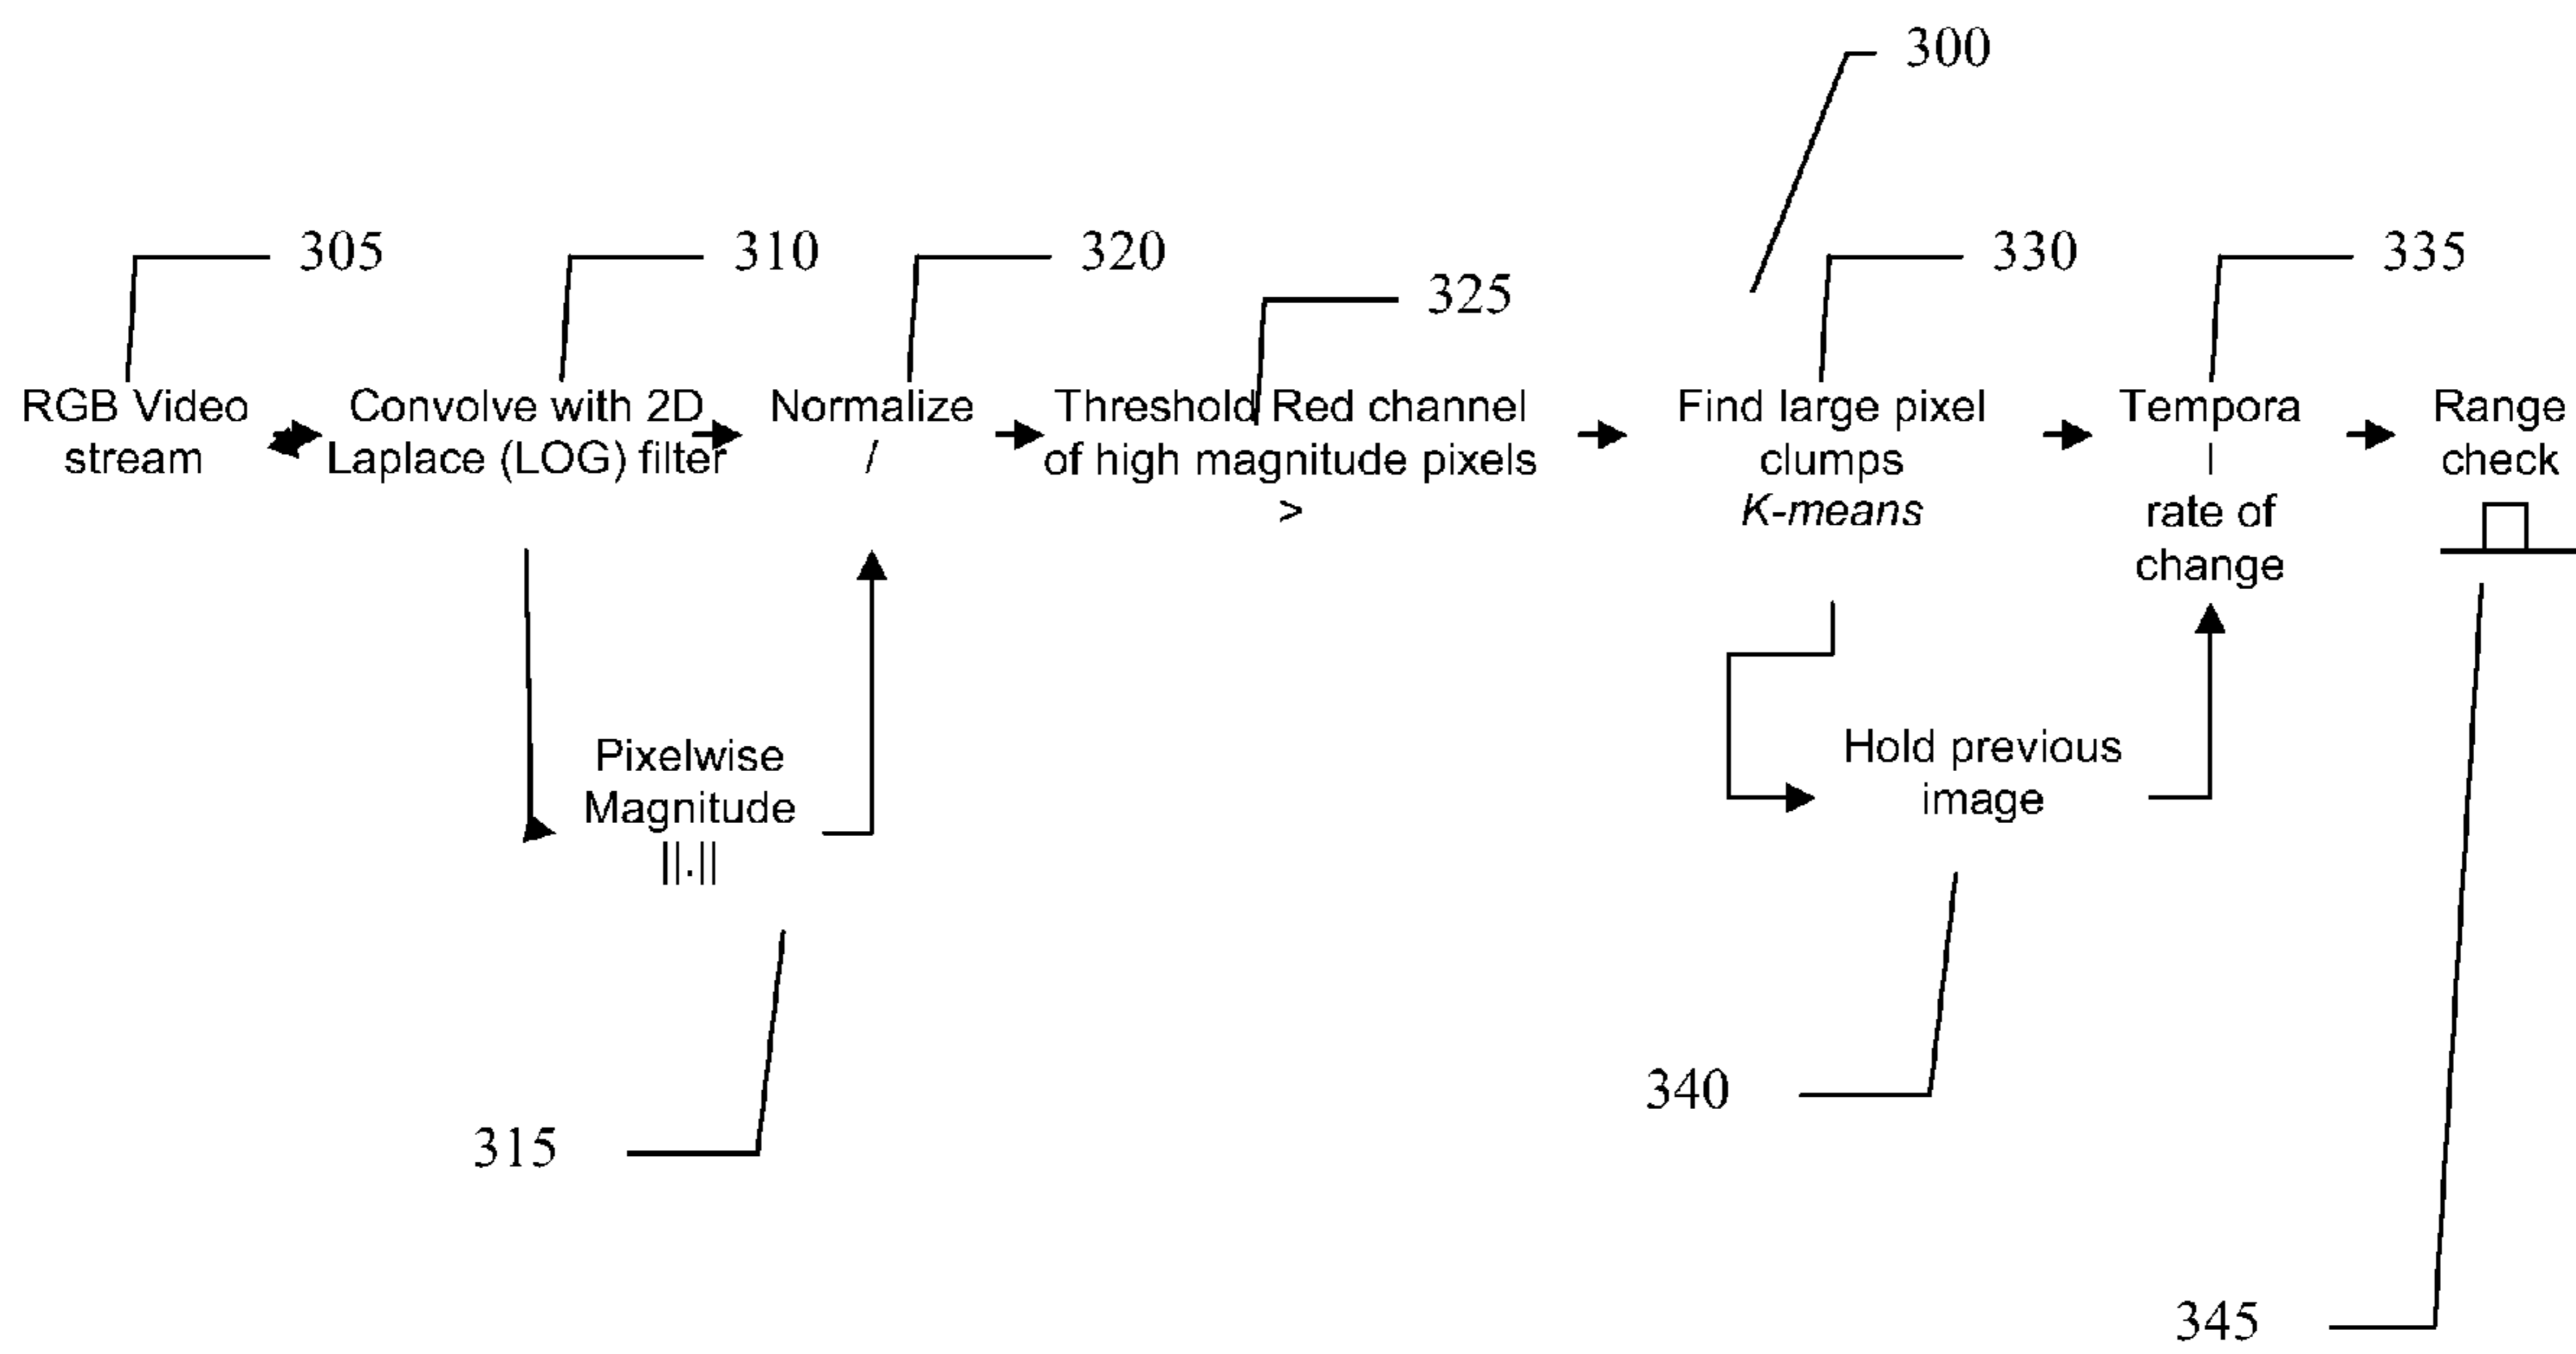 300
305
310
320
325
330
335
RGB Video
stream
Convolve with 2D
Laplace (LOG) filter
Normalize
/
Threshold Red channel
of high magnitude pixels
>
Find large pixel
clumps
K-means
Tempora
l
rate of
change
Range
check
Pixelwise
Magnitude
||.||
Hold previous
image
315
340
345